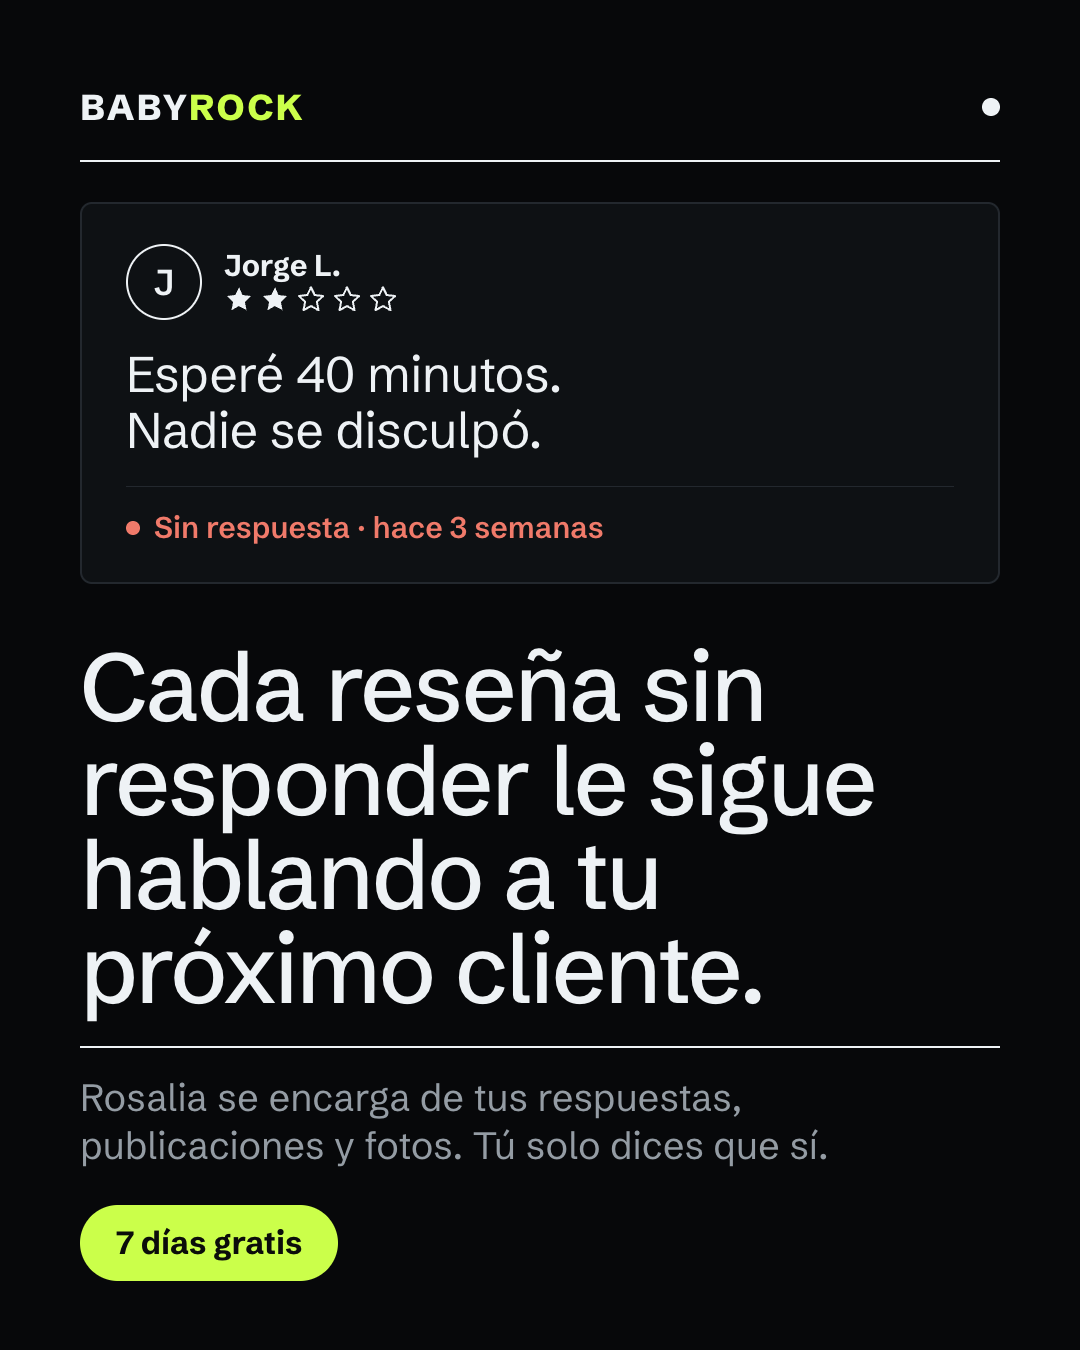 BABYROCK
J
Jorge L.
Esperé 40 minutos.
Nadie se disculpó.
Sin respuesta · hace 3 semanas
Cada reseña sin
responder le sigue
hablando a tu
próximo cliente.
Rosalia se encarga de tus respuestas,
publicaciones y fotos. Tú solo dices que sí.
7 días gratis